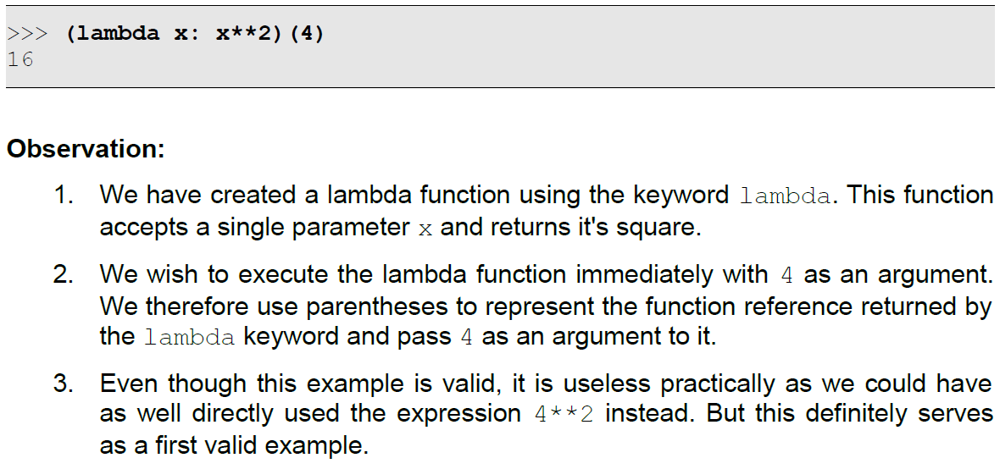 >>> (lambda x: x**2)(4)
16
Observation:
1. We have created a lambda function using the keyword lambda. This function
accepts a single parameter x and returns it's square.
2. We wish to execute the lambda function immediately with 4 as an argument.
We therefore use parentheses to represent the function reference returned by
the lambda keyword and pass 4 as an argument to it.
3. Even though this example is valid, it is useless practically as we could have
as well directly used the expression 4**2 instead. But this definitely serves
as a first valid example.